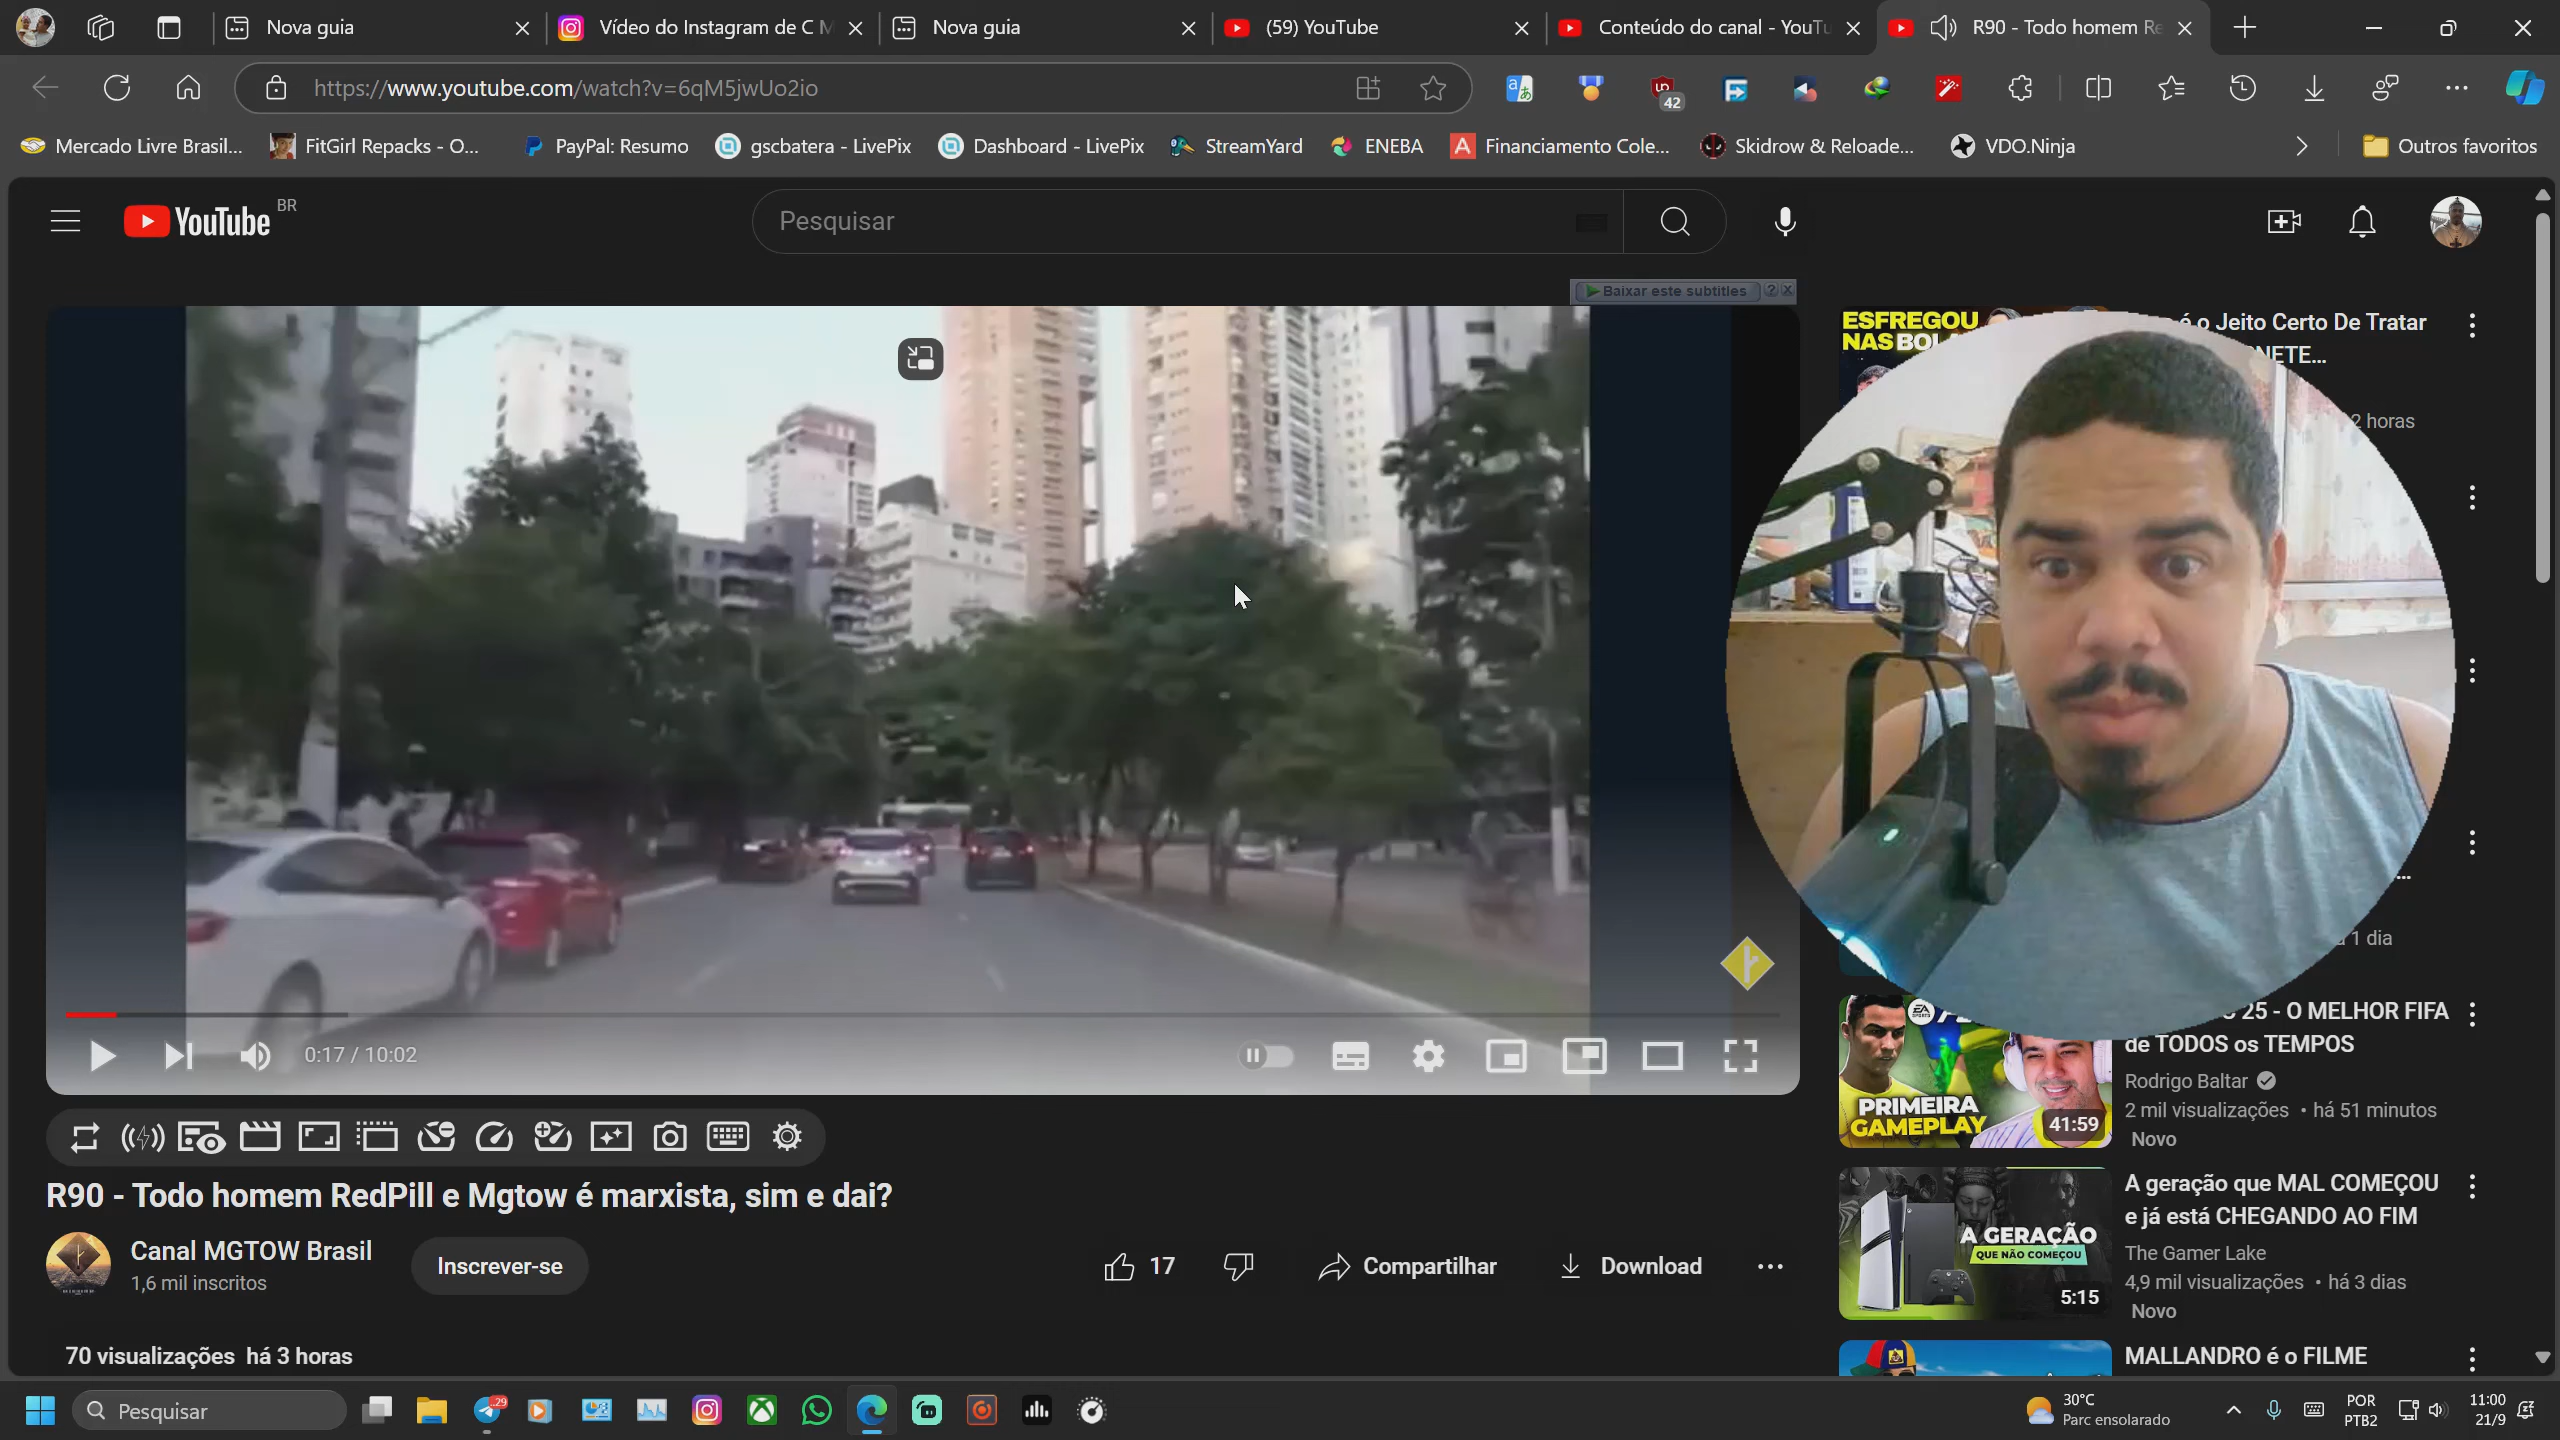 Nova guia
Vídeo do Instagram de C M
Nova guia
(59) YouTube
Conteúdo do canal - YouTu
R90 - Todo homem Re
https://www.youtube.com/watch?v=6qM5jwUo2io
42
Mercado Livre Brasil...
FitGirl Repacks - O...
PayPal: Resumo
gscbatera - LivePix
Dashboard - LivePix
StreamYard
ENEBA
Financiamento Cole...
Skidrow & Reloade...
VDO.Ninja
Outros favoritos
YouTube BR
Pesquisar
Baixar este subtitles
ESFREGOU
NAS BOL
é o Jeito Certo De Tratar
NETE...
2 horas
...
1 dia
0:17 / 10:02
25 - O MELHOR FIFA
de TODOS os TEMPOS
Rodrigo Baltar
2 mil visualizações • há 51 minutos
Novo
EA SPORTS
PRIMEIRA
GAMEPLAY
41:59
R90 - Todo homem RedPill e Mgtow é marxista, sim e dai?
Canal MGTOW Brasil
1,6 mil inscritos
Inscrever-se
17
Compartilhar
Download
A geração que MAL COMEÇOU
e já está CHEGANDO AO FIM
The Gamer Lake
4,9 mil visualizações • há 3 dias
Novo
A GERAÇÃO
QUE NÃO COMEÇOU
5:15
70 visualizações há 3 horas
MALLANDRO é o FILME
Pesquisar
29
30°C
Parc ensolarado
POR
PTB2
11:00
21/9